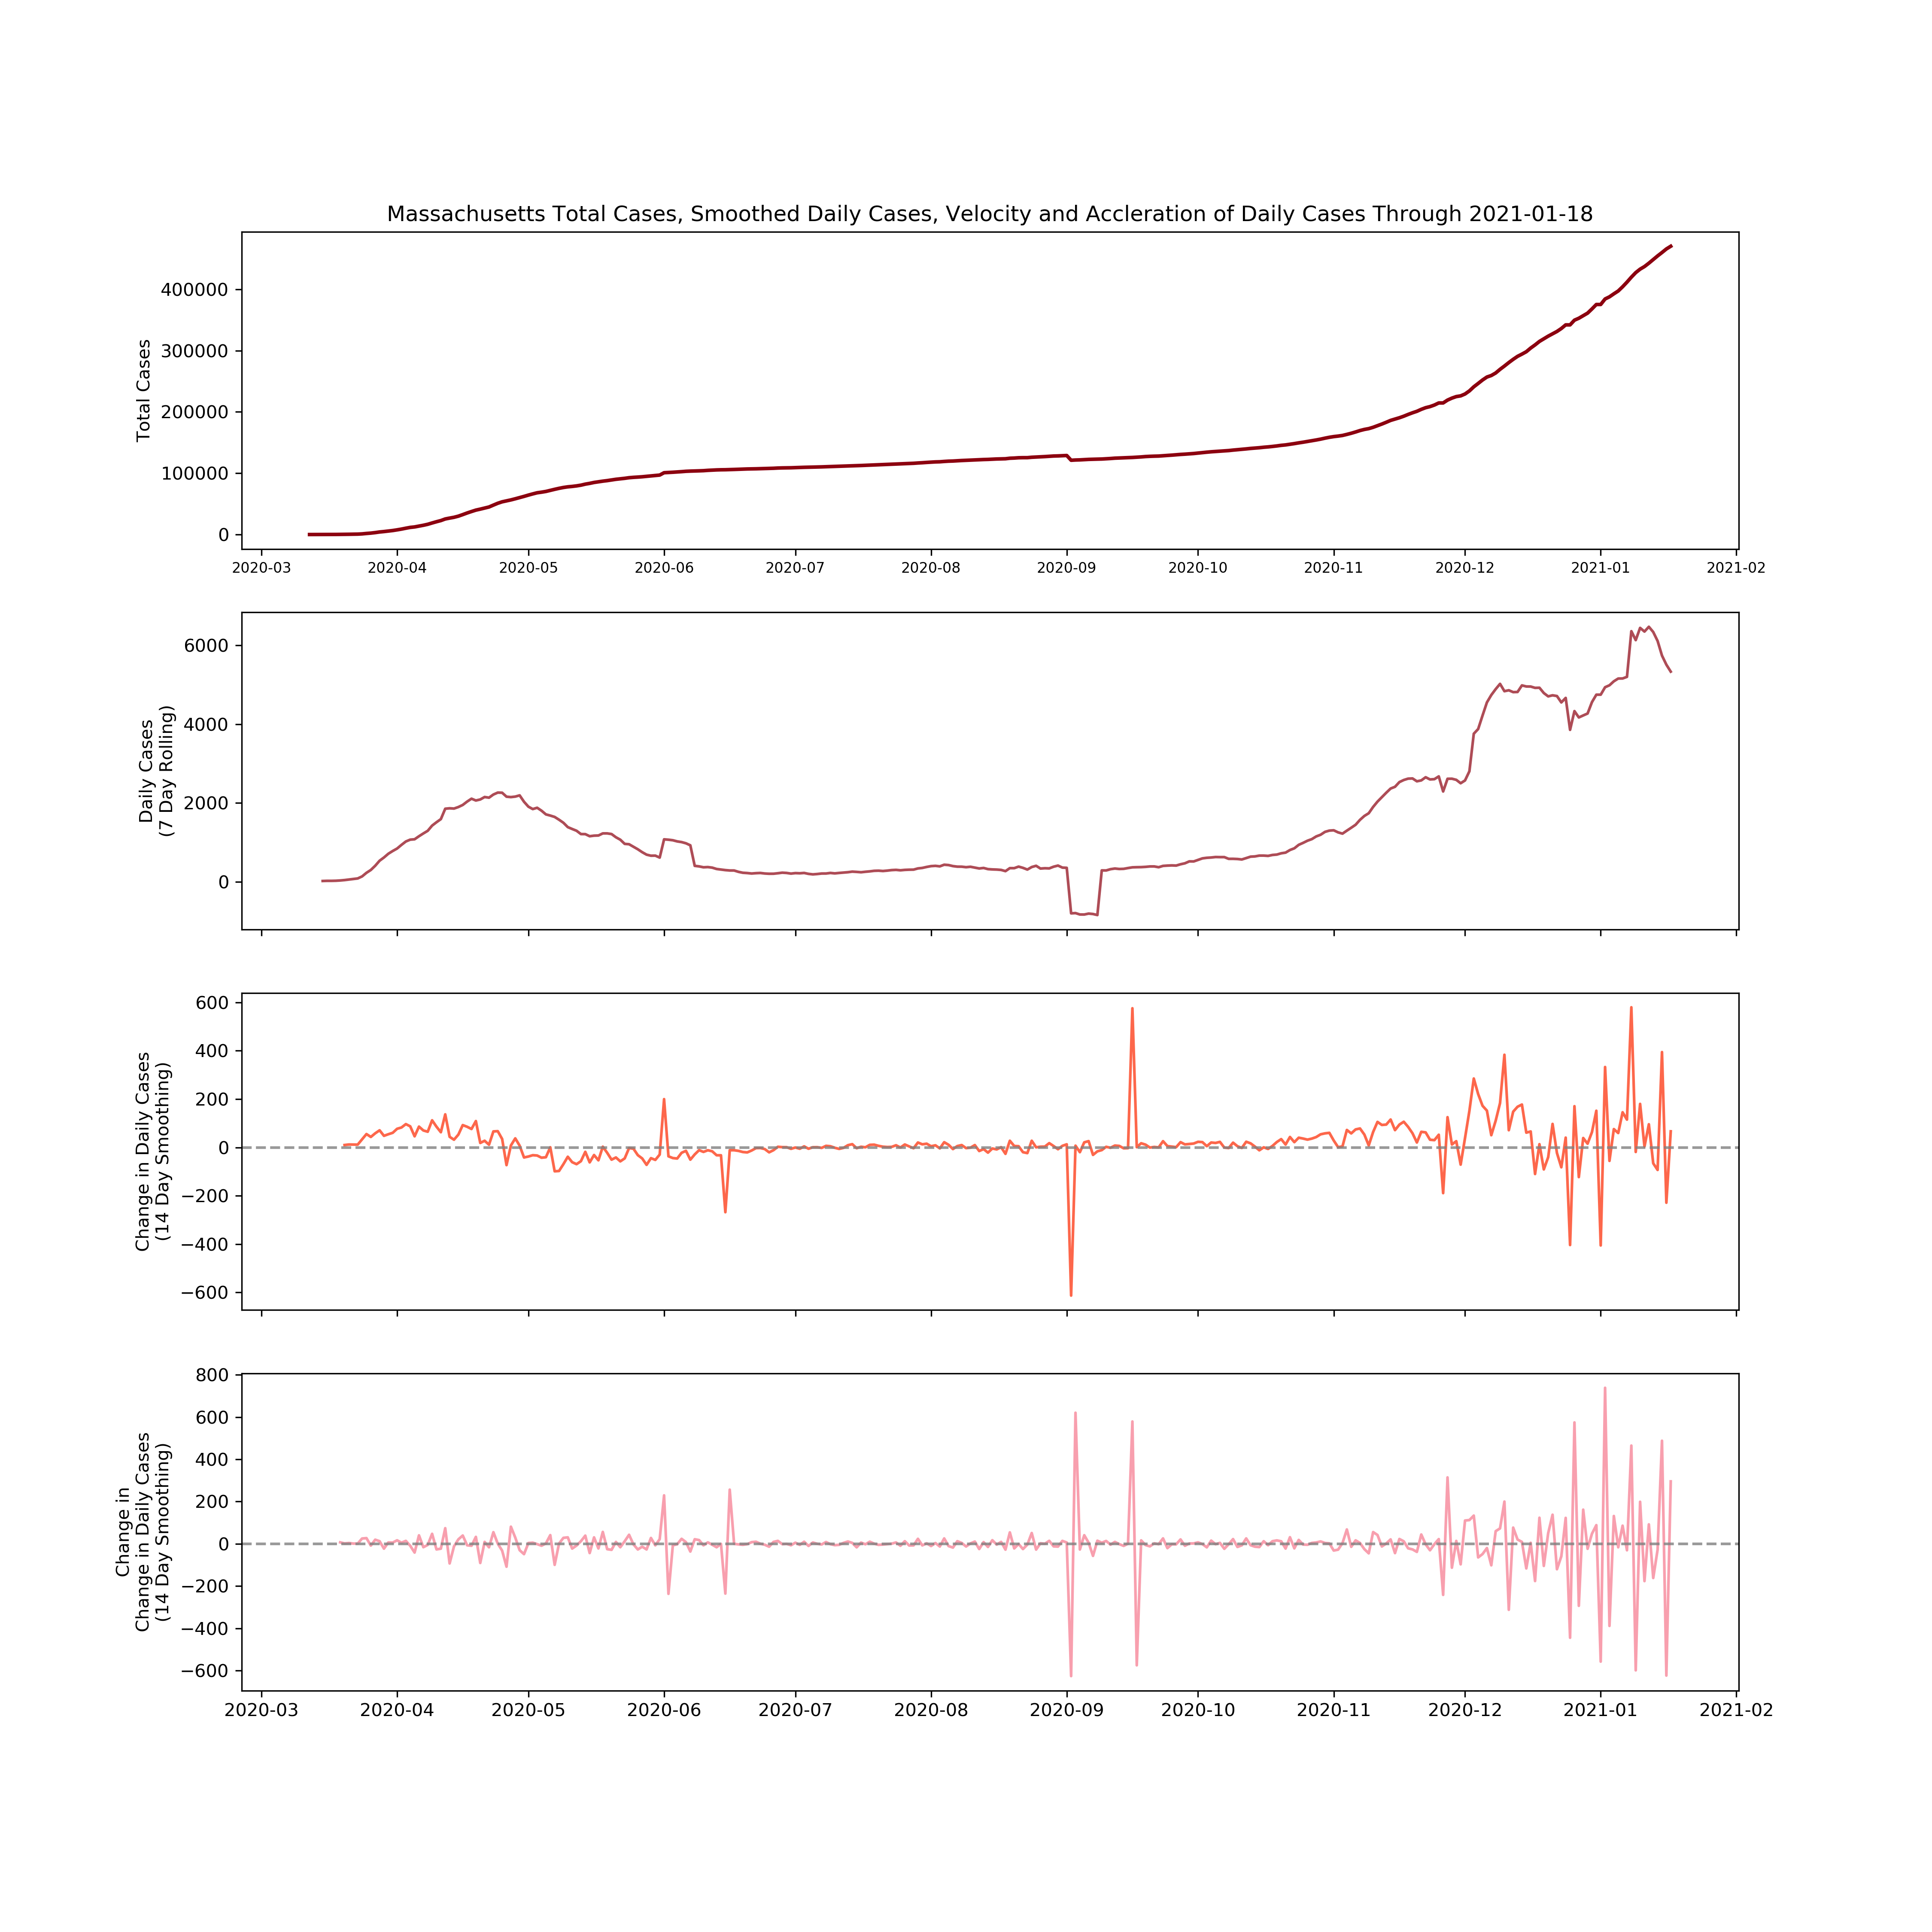 Massachusetts Total Cases, Smoothed Daily Cases, Velocity and Accleration of Daily Cases Through 2021-01-18
Total Cases
400000
300000
200000
100000
0
2020-03 2020-04 2020-05 2020-06 2020-07 2020-08 2020-09 2020-10 2020-11 2020-12 2021-01 2021-02
Daily Cases
(7 Day Rolling)
6000
4000
2000
0
Change in Daily Cases
(14 Day Smoothing)
600
400
200
0
−200
−400
−600
Change in
Change in Daily Cases
(14 Day Smoothing)
800
600
400
200
0
−200
−400
−600
2020-03 2020-04 2020-05 2020-06 2020-07 2020-08 2020-09 2020-10 2020-11 2020-12 2021-01 2021-02